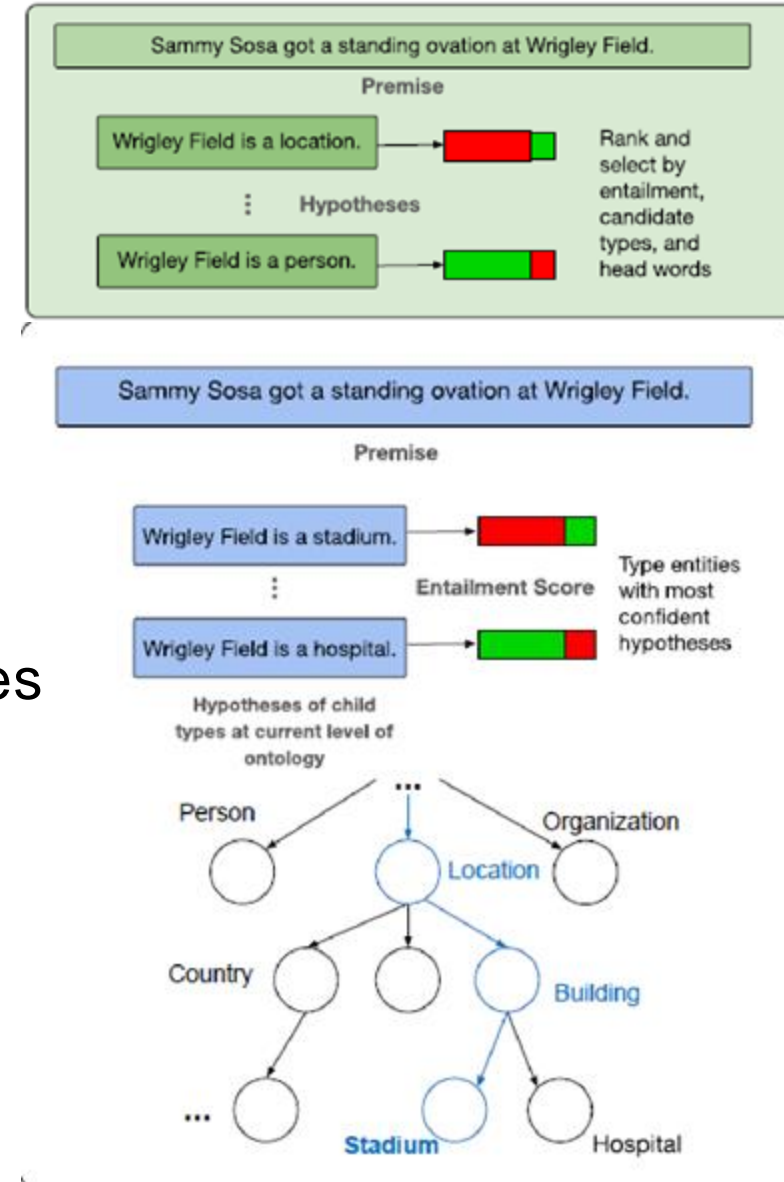 Sammy Sosa got a standing ovation at Wrigley Field.
Premise
Wrigley Field is a location.
Hypotheses
Wrigley Field is a person.
Rank and
select by
entailment,
candidate
types, and
head words
Sammy Sosa got a standing ovation at Wrigley Field.
Premise
Wrigley Field is a stadium.
Entailment Score
Wrigley Field is a hospital.
Type entities
with most
confident
hypotheses
es
Hypotheses of child
types at current level of
ontology
...
Person
Organization
Location
Country
Building
...
Stadium
Hospital